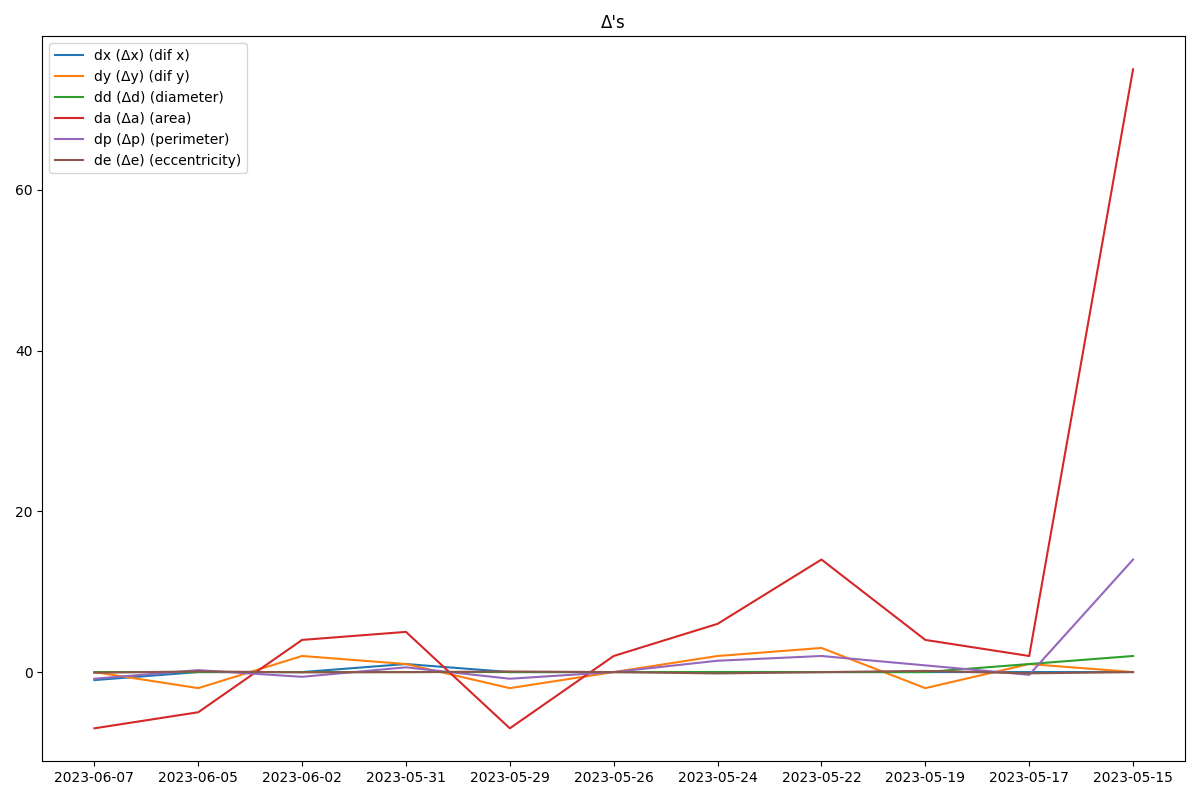 Δ's
dx (Δx) (dif x)
dy (Δy) (dif y)
dd (Δd) (diameter)
da (Δa) (area)
dp (Δp) (perimeter)
de (Δe) (eccentricity)
60
40
20
0
2023-06-07 2023-06-05 2023-06-02 2023-05-31 2023-05-29 2023-05-26 2023-05-24 2023-05-22 2023-05-19 2023-05-17 2023-05-15